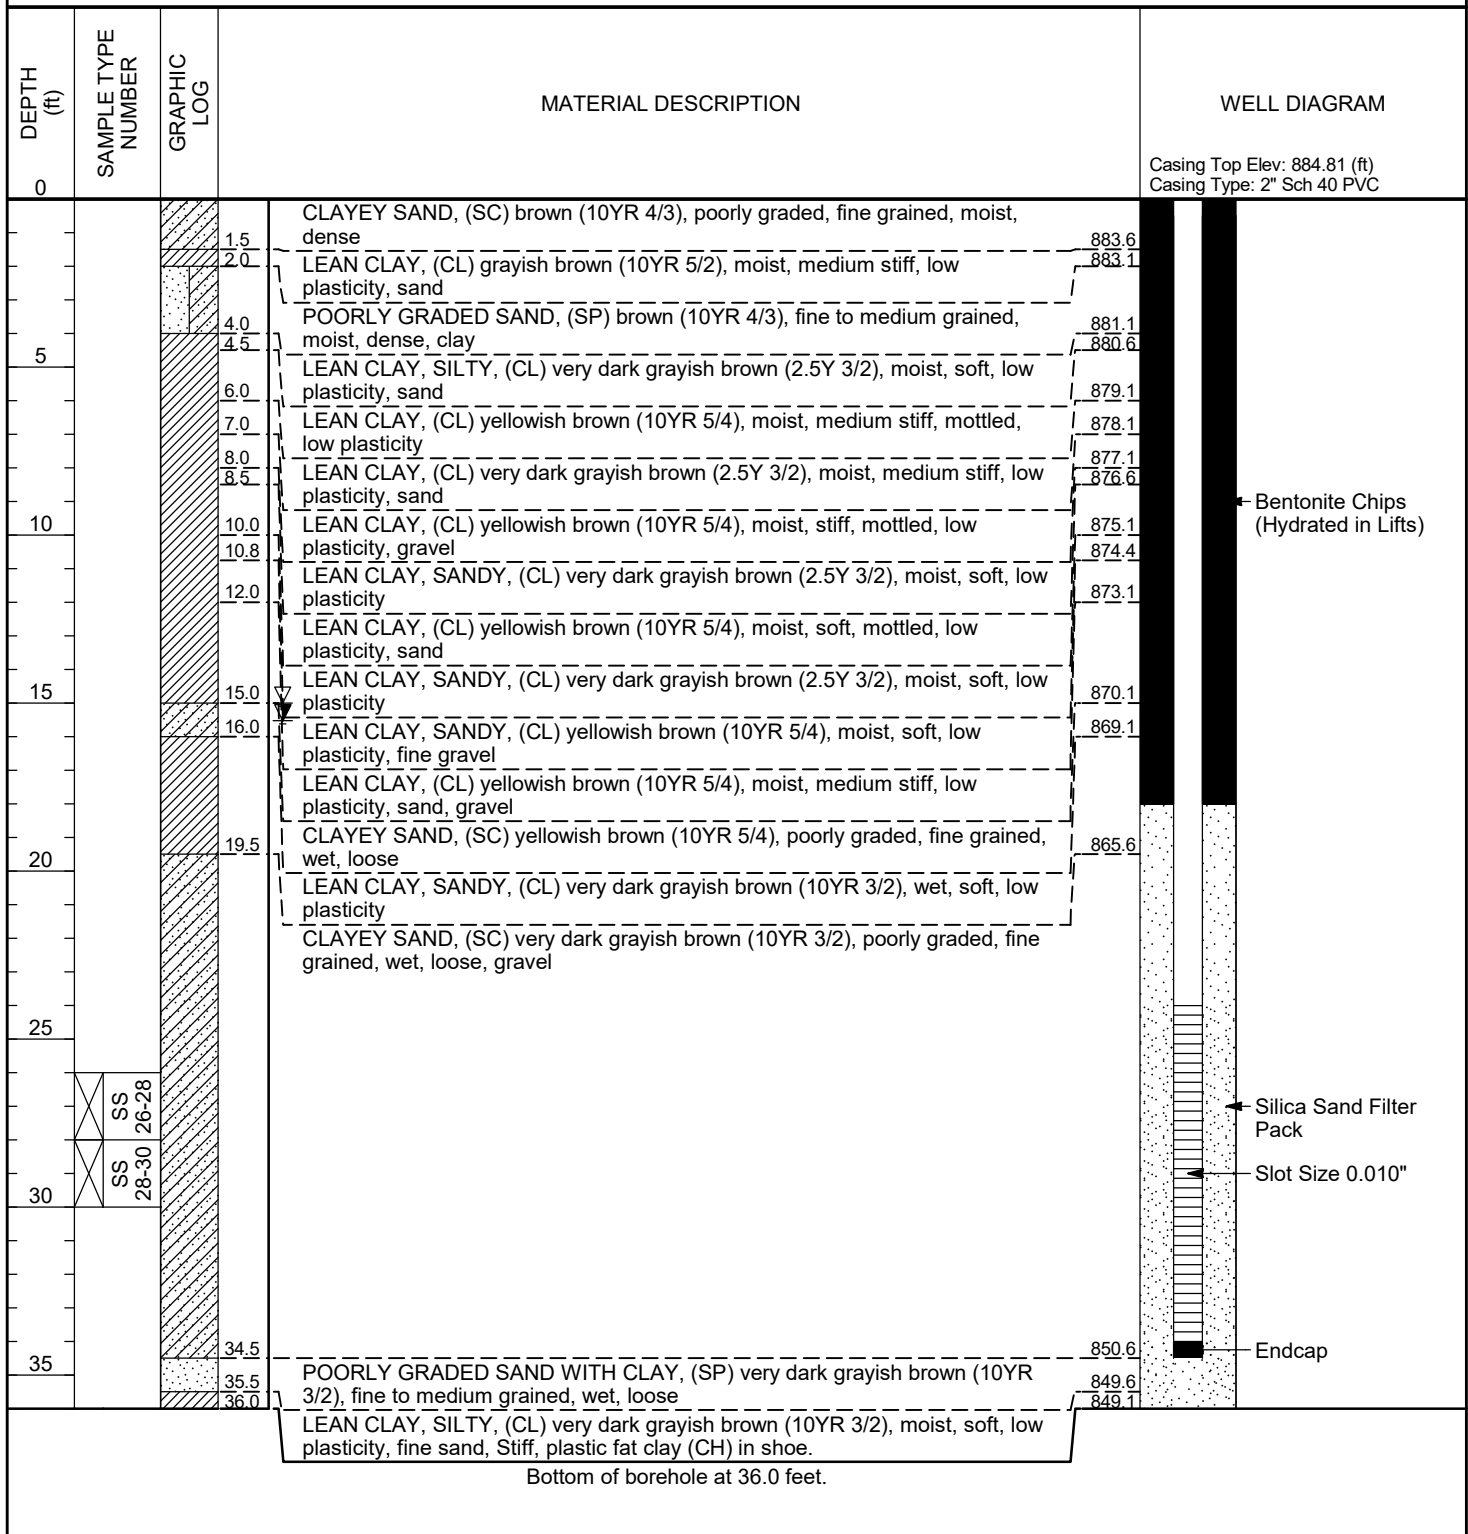 DEPTH
(ft)
SAMPLE TYPE
NUMBER
GRAPHIC
LOG
MATERIAL DESCRIPTION
WELL DIAGRAM
Casing Top Elev: 884.81 (ft)
Casing Type: 2" Sch 40 PVC
0
CLAYEY SAND, (SC) brown (10YR 4/3), poorly graded, fine grained, moist,
dense
1.5
883.6
LEAN CLAY, (CL) grayish brown (10YR 5/2), moist, medium stiff, low
plasticity, sand
2.0
883.1
POORLY GRADED SAND, (SP) brown (10YR 4/3), fine to medium grained,
moist, dense, clay
4.0
881.1
LEAN CLAY, SILTY, (CL) very dark grayish brown (2.5Y 3/2), moist, soft, low
plasticity, sand
4.5
880.6
5
LEAN CLAY, (CL) yellowish brown (10YR 5/4), moist, medium stiff, mottled,
low plasticity
6.0
879.1
LEAN CLAY, (CL) very dark grayish brown (2.5Y 3/2), moist, medium stiff, low
plasticity, sand
7.0
878.1
LEAN CLAY, (CL) yellowish brown (10YR 5/4), moist, stiff, mottled, low
plasticity, gravel
8.0
877.1
LEAN CLAY, SANDY, (CL) very dark grayish brown (2.5Y 3/2), moist, soft, low
plasticity
8.5
876.6
Bentonite Chips
(Hydrated in Lifts)
LEAN CLAY, (CL) yellowish brown (10YR 5/4), moist, soft, mottled, low
plasticity, sand
10
10.0
875.1
LEAN CLAY, SANDY, (CL) very dark grayish brown (2.5Y 3/2), moist, soft, low
plasticity
10.8
874.4
LEAN CLAY, SANDY, (CL) yellowish brown (10YR 5/4), moist, soft, low
plasticity, fine gravel
12.0
873.1
LEAN CLAY, (CL) yellowish brown (10YR 5/4), moist, medium stiff, low
plasticity, sand, gravel
15
15.0
870.1
CLAYEY SAND, (SC) yellowish brown (10YR 5/4), poorly graded, fine grained,
wet, loose
16.0
869.1
LEAN CLAY, SANDY, (CL) very dark grayish brown (10YR 3/2), wet, soft, low
plasticity
19.5
865.6
20
CLAYEY SAND, (SC) very dark grayish brown (10YR 3/2), poorly graded, fine
grained, wet, loose, gravel
25
SS
26-28
Silica Sand Filter
Pack
SS
28-30
Slot Size 0.010"
30
34.5
850.6
Endcap
35
POORLY GRADED SAND WITH CLAY, (SP) very dark grayish brown (10YR
3/2), fine to medium grained, wet, loose
35.5
849.6
36.0
849.1
LEAN CLAY, SILTY, (CL) very dark grayish brown (10YR 3/2), moist, soft, low
plasticity, fine sand, Stiff, plastic fat clay (CH) in shoe.
Bottom of borehole at 36.0 feet.